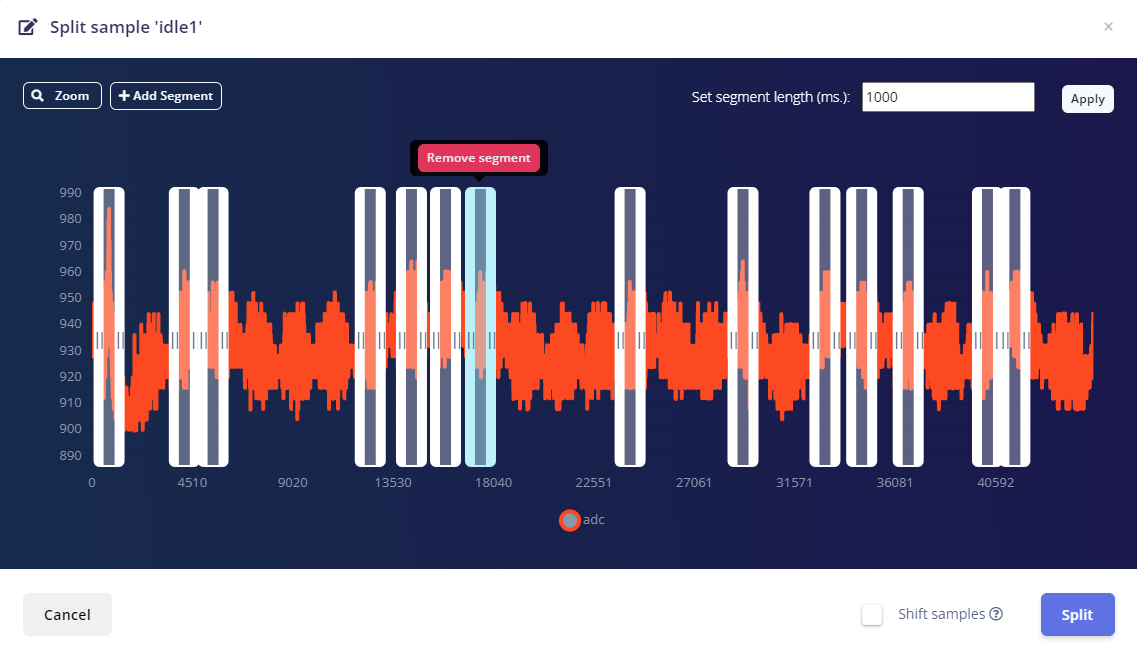 Split sample 'idle1'
×
Zoom
Add Segment
Set segment length (ms.):
1000
Apply
Remove segment
990
980
970
960
950
940
930
920
910
900
890
0
4510
9020
13530
18040
22551
27061
31571
36081
40592
adc
Cancel
Shift samples
Split